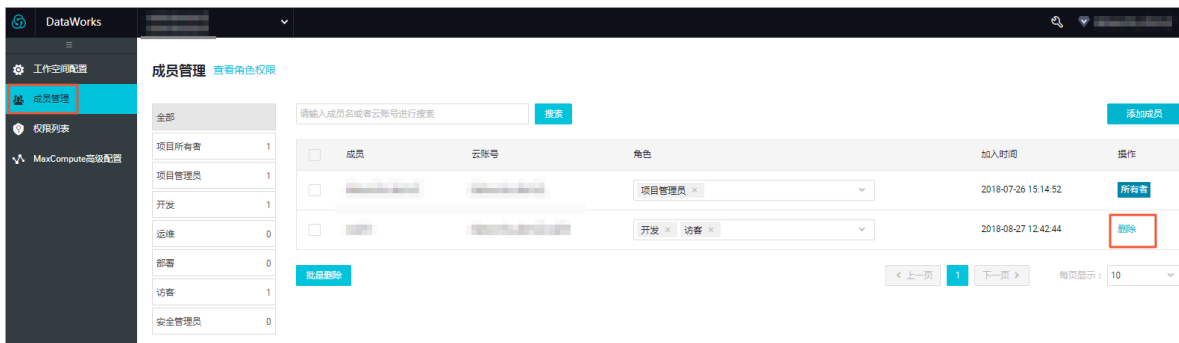 DataWorks
工作空间配置
成员管理
权限列表
MaxCompute高级配置
成员管理 查看角色权限
全部
项目所有者 1
项目管理员 1
开发 1
运维 0
部署 0
访客 1
安全管理员 0
请输入成员名或者云账号进行搜索 搜索 添加成员
成员 云账号 角色 加入时间 操作
项目管理员 × 2018-07-26 15:14:52 所有者
开发 × 访客 × 2018-08-27 12:42:44 删除
批量删除 < 上一页 1 下一页 > 每页显示： 10